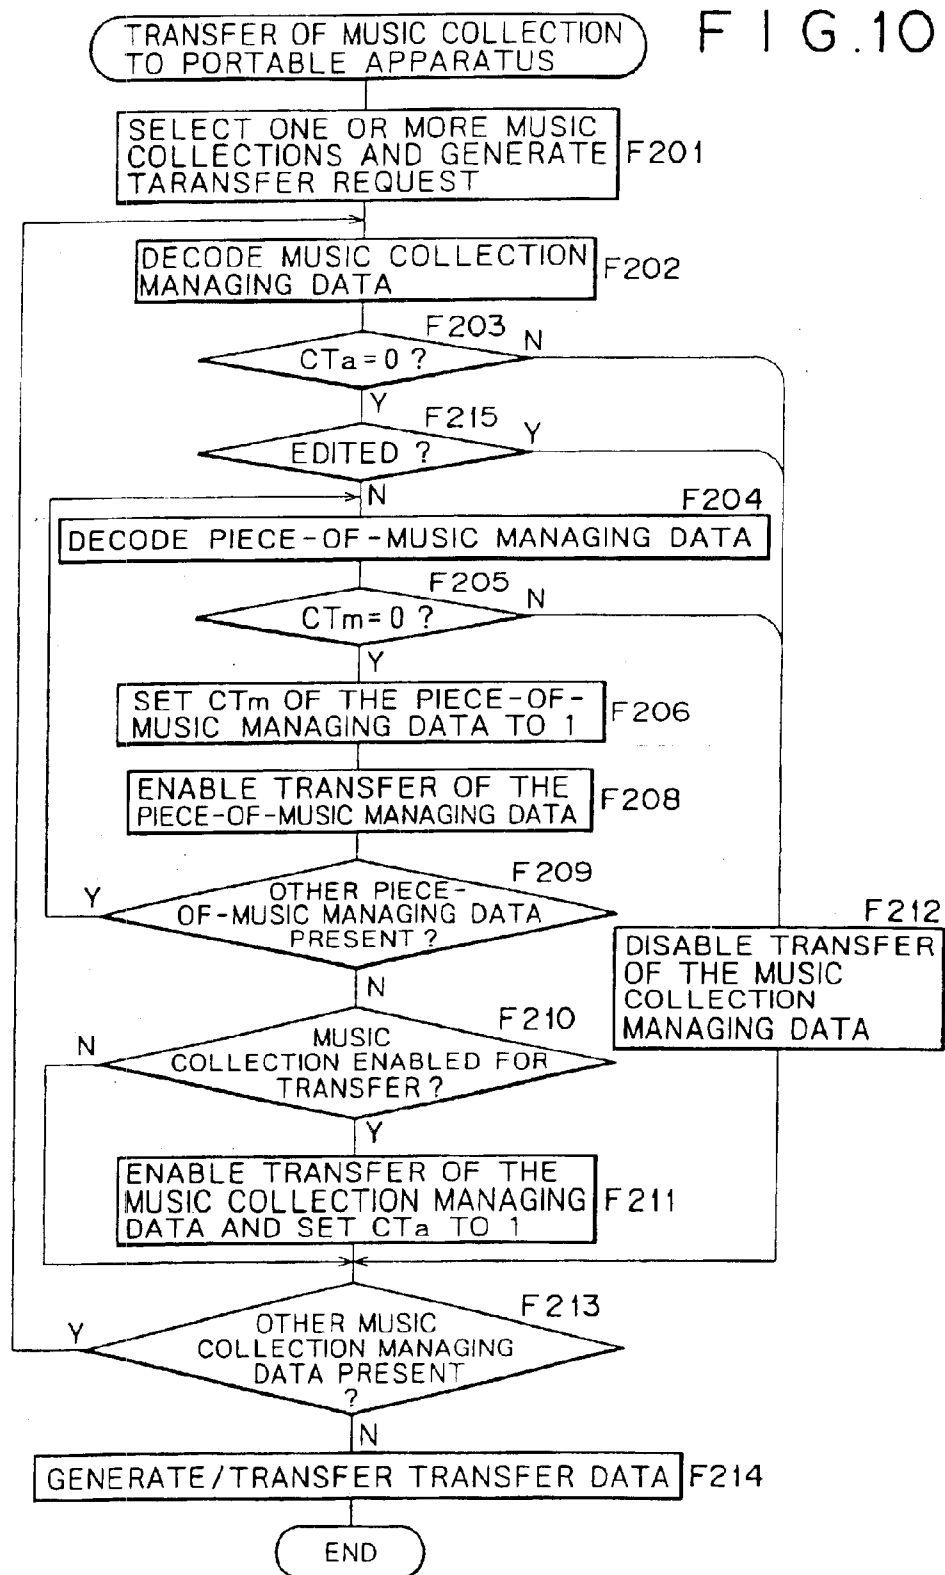 FIG.10
TRANSFER OF MUSIC COLLECTION
TO PORTABLE APPARATUS
SELECT ONE OR MORE MUSIC
COLLECTIONS AND GENERATE
TARANSFER REQUEST
F201
DECODE MUSIC COLLECTION
MANAGING DATA
F202
F203
CTa=0 ?
N
Y
F215
EDITED ?
Y
N
F204
DECODE PIECE-OF-MUSIC MANAGING DATA
F205
CTm=0 ?
N
Y
SET CTm OF THE PIECE-OF-
MUSIC MANAGING DATA TO 1
F206
ENABLE TRANSFER OF THE
PIECE-OF-MUSIC MANAGING DATA
F208
F209
OTHER PIECE-
OF-MUSIC MANAGING DATA
PRESENT ?
Y
N
F212
DISABLE TRANSFER
OF THE MUSIC
COLLECTION
MANAGING DATA
F210
MUSIC
COLLECTION ENABLED FOR
TRANSFER ?
N
Y
ENABLE TRANSFER OF THE
MUSIC COLLECTION MANAGING
DATA AND SET CTa TO 1
F211
F213
OTHER MUSIC
COLLECTION MANAGING
DATA PRESENT
?
Y
N
GENERATE/TRANSFER TRANSFER DATA
F214
END